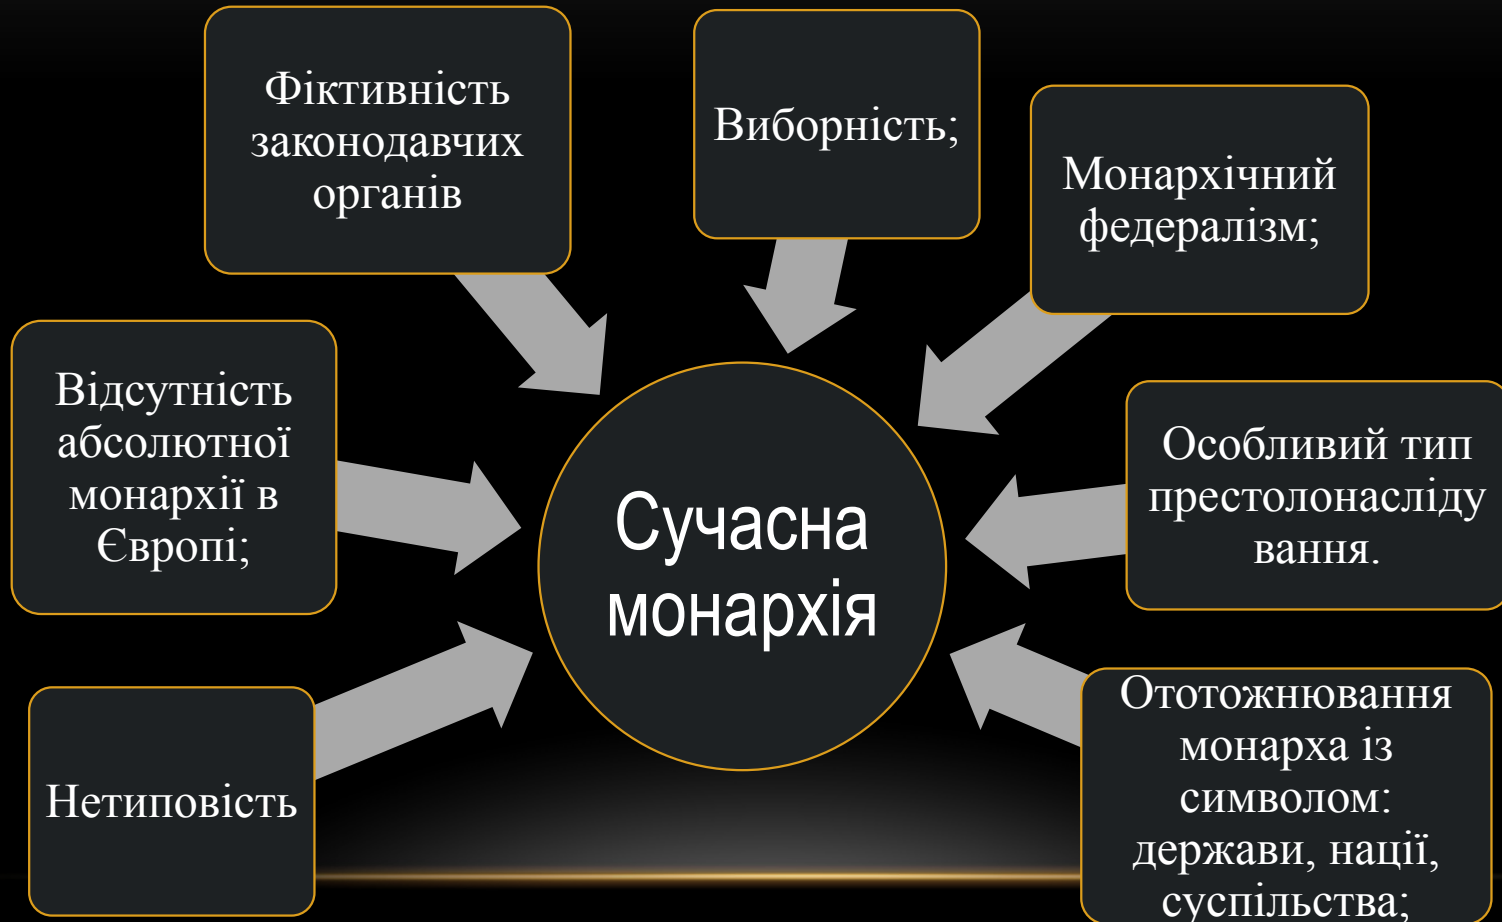 Фіктивність
законодавчих
органів
Виборність;
Монархічний
федералізм;
Відсутність
абсолютної
монархії в
Європі;
Особливий тип
престолонасліду
вання.
Сучасна
монархія
Нетиповість
Ототожнювання
монарха із
символом:
держави, нації,
суспільства;